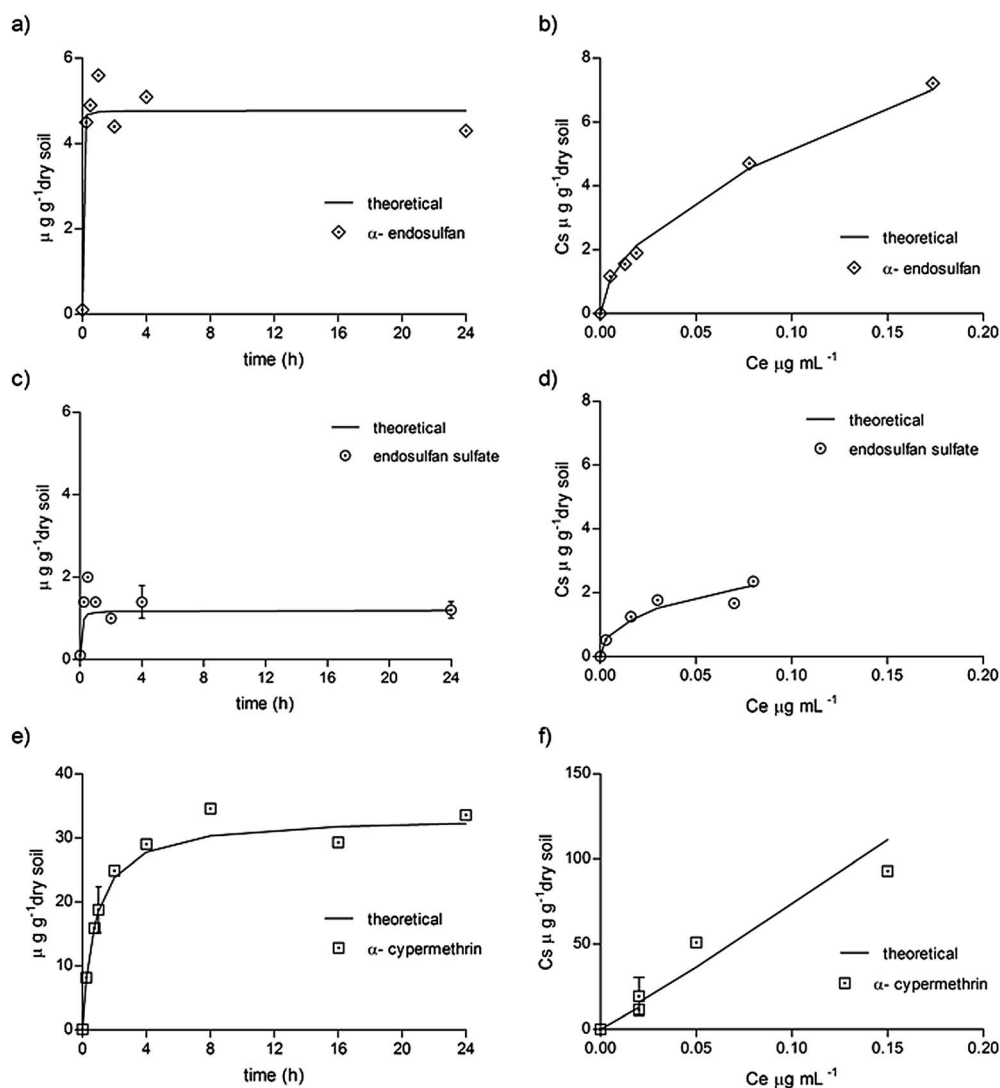 a)
6
4
2
0
μ g g⁻¹dry soil
theoretical
α- endosulfan
0 4 8 12 16 20 24
time (h)
b)
8
6
4
2
0
Cs μ g g⁻¹dry soil
theoretical
α- endosulfan
0.00 0.05 0.10 0.15 0.20
Ce μg mL ⁻¹
c)
6
4
2
0
μ g g⁻¹dry soil
theoretical
endosulfan sulfate
0 4 8 12 16 20 24
time (h)
d)
8
6
4
2
0
Cs μ g g⁻¹dry soil
theoretical
endosulfan sulfate
0.00 0.05 0.10 0.15 0.20
Ce μg mL ⁻¹
e)
40
30
20
10
0
μ g g⁻¹dry soil
theoretical
α- cypermethrin
0 4 8 12 16 20 24
time (h)
f)
150
100
50
0
Cs μ g g⁻¹dry soil
theoretical
α- cypermethrin
0.00 0.05 0.10 0.15 0.20
Ce μg mL ⁻¹